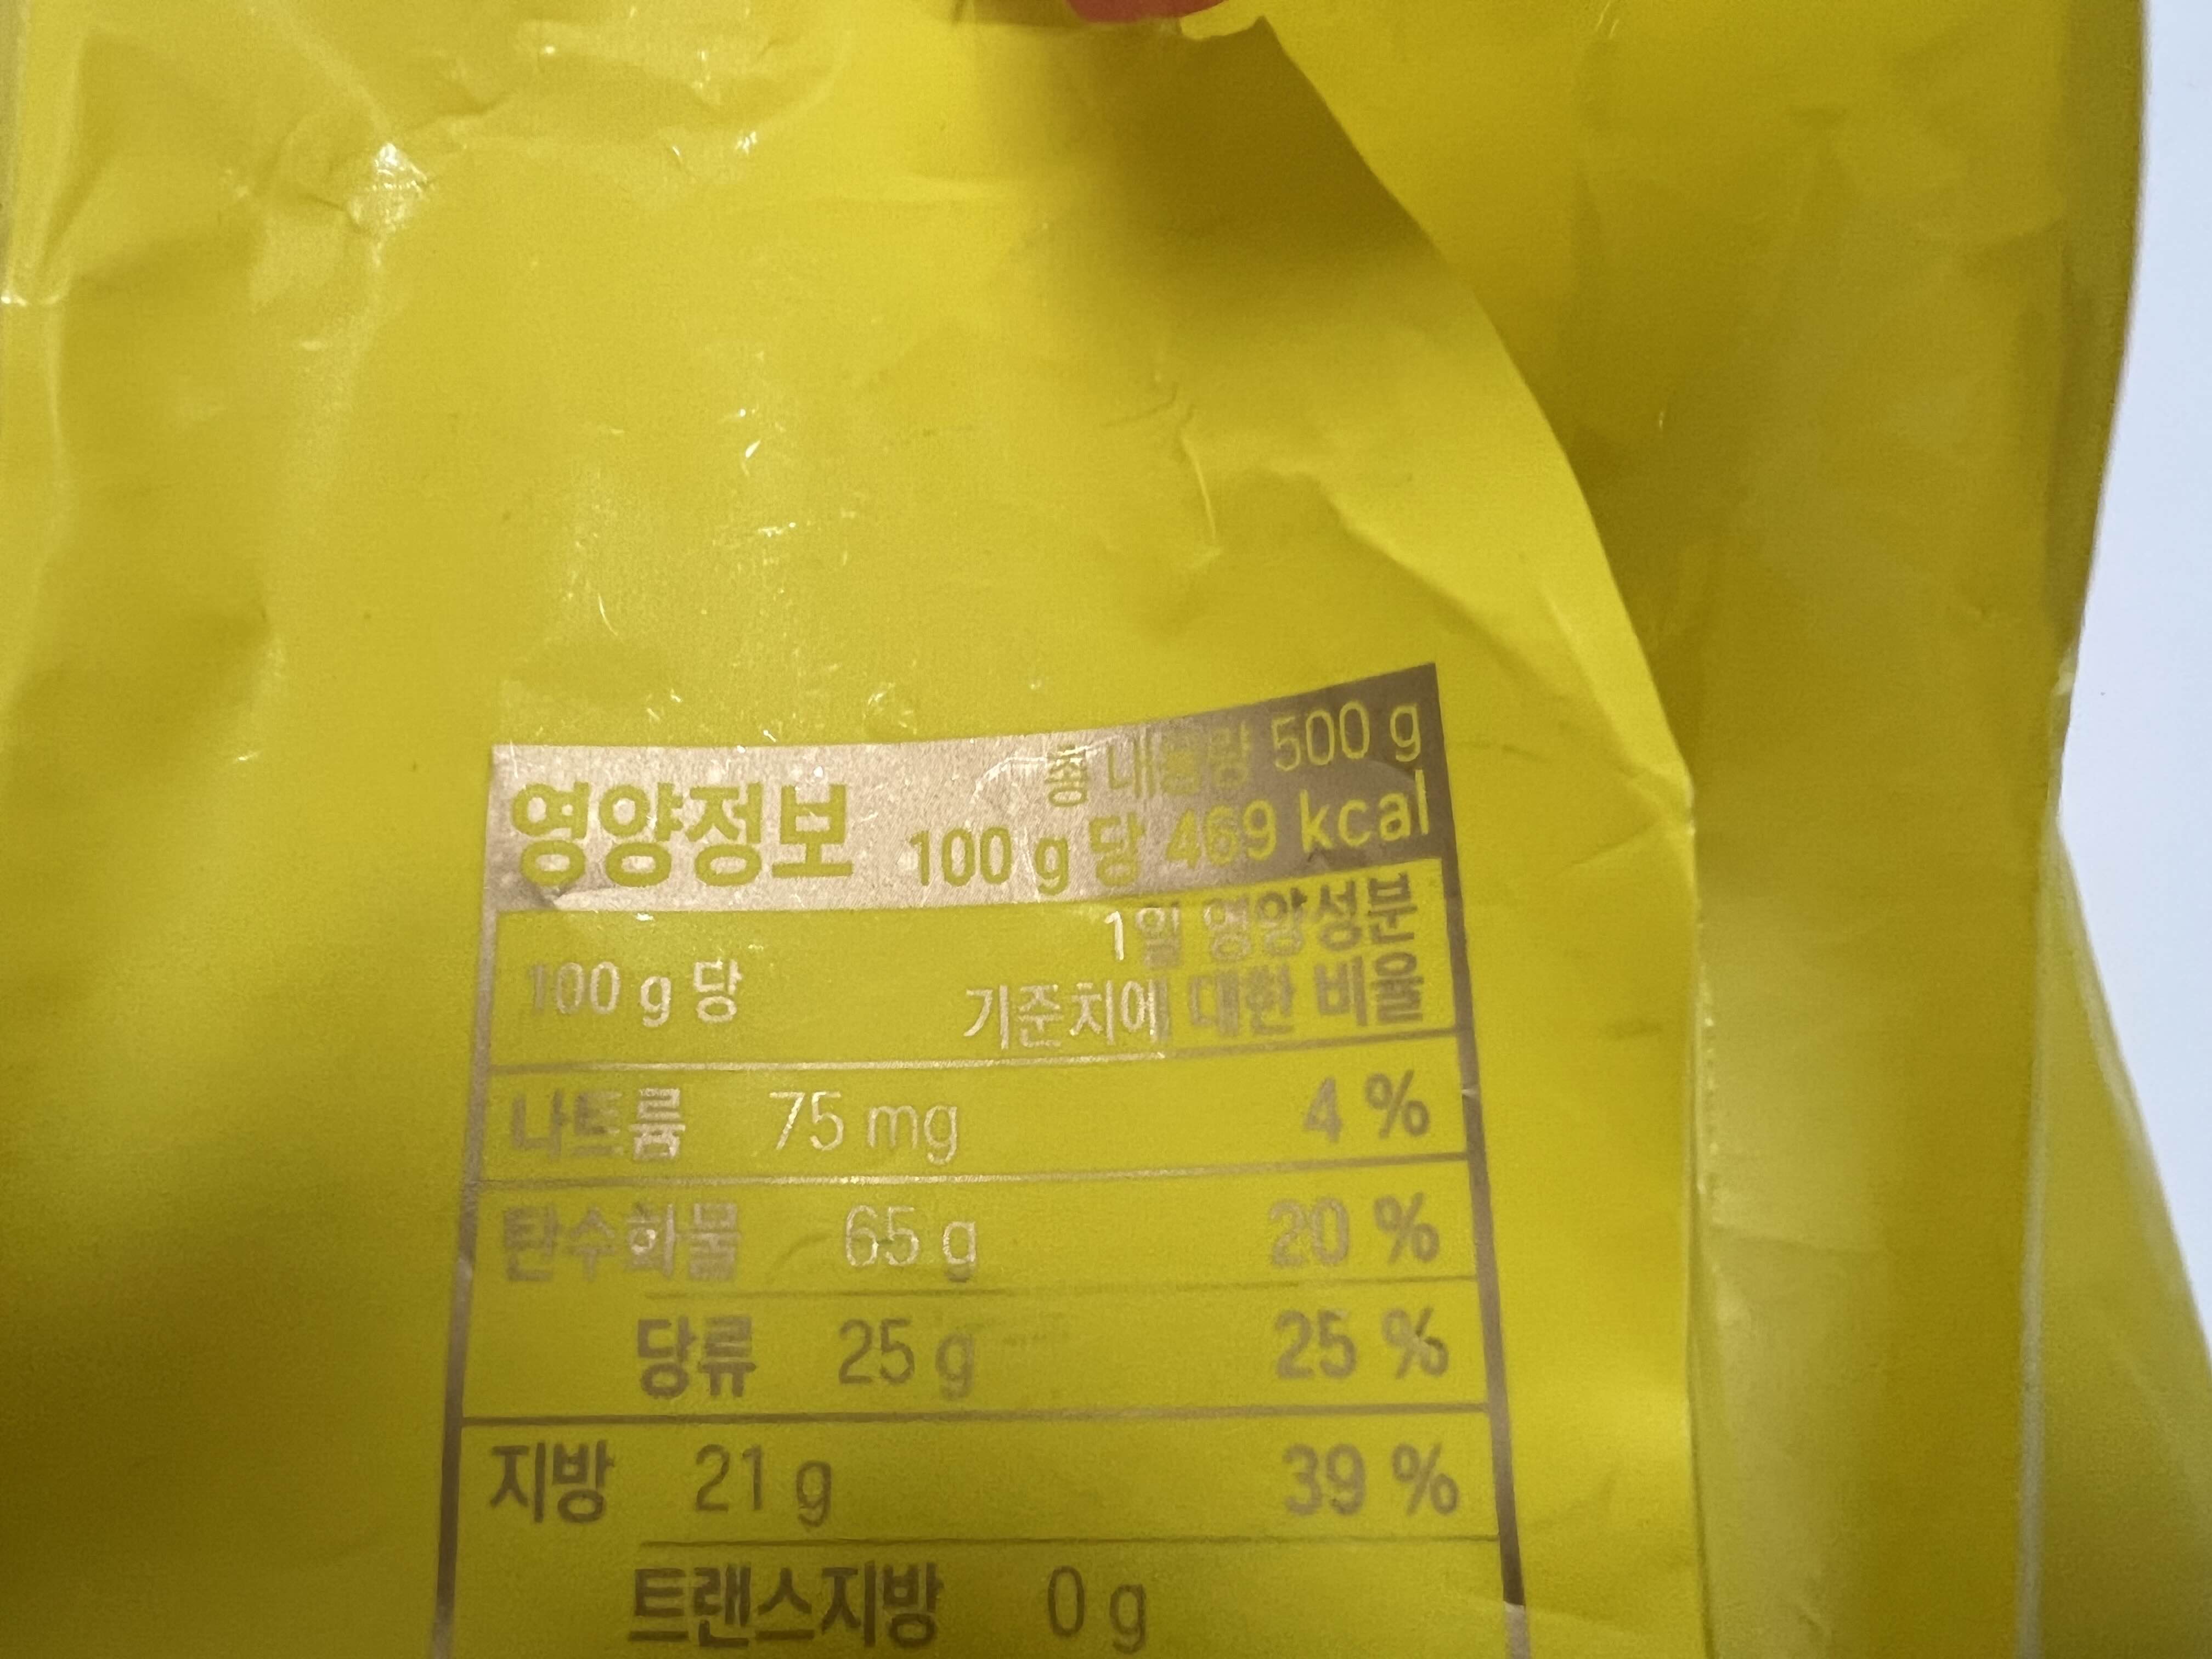 영양정보
총 내용량 500 g
100 g 당 469 kcal
100 g 당
1일 영양성분
기준치에 대한 비율
나트륨 75 mg 4 %
탄수화물 65 g 20 %
당류 25 g 25 %
지방 21 g 39 %
트랜스지방 0 g